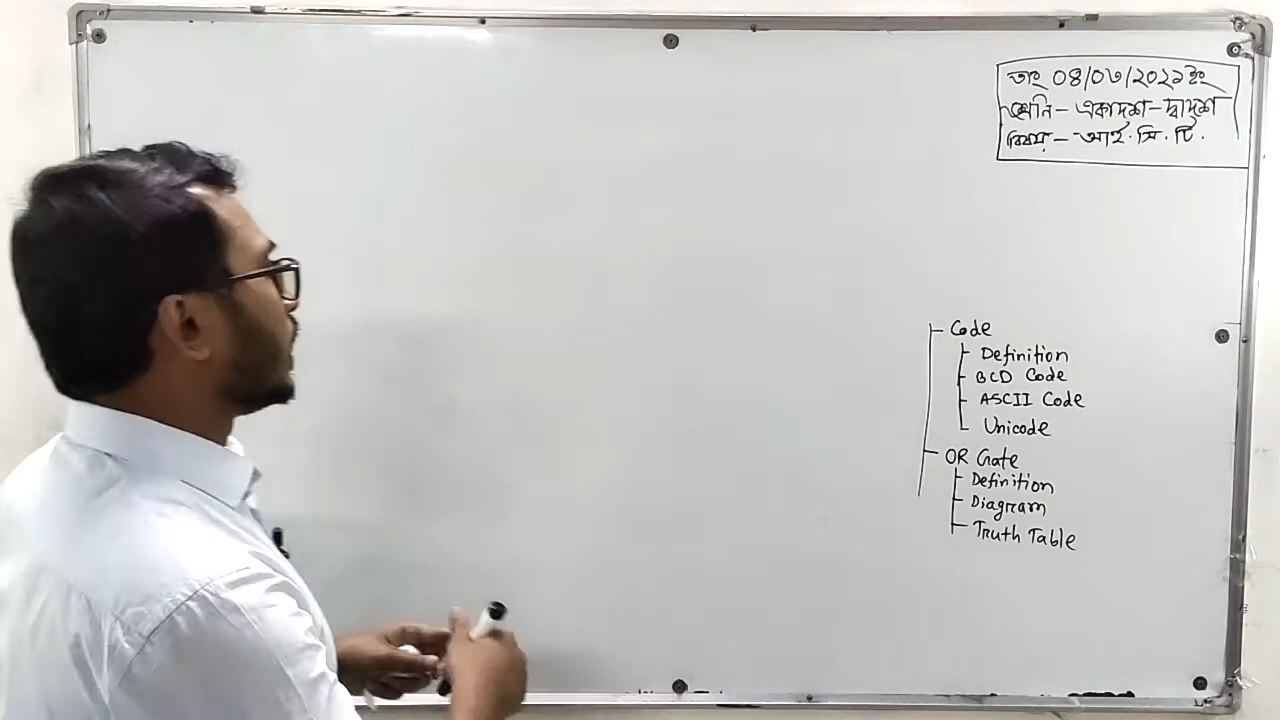 তাং ০৪/০৩/২০২১ইং
শ্রেনি - একাদশ - দ্বাদশ
বিষয় - আই.সি.টি.
Code
Definition
BCD Code
ASCII Code
Unicode
OR Gate
Definition
Diagram
Truth Table